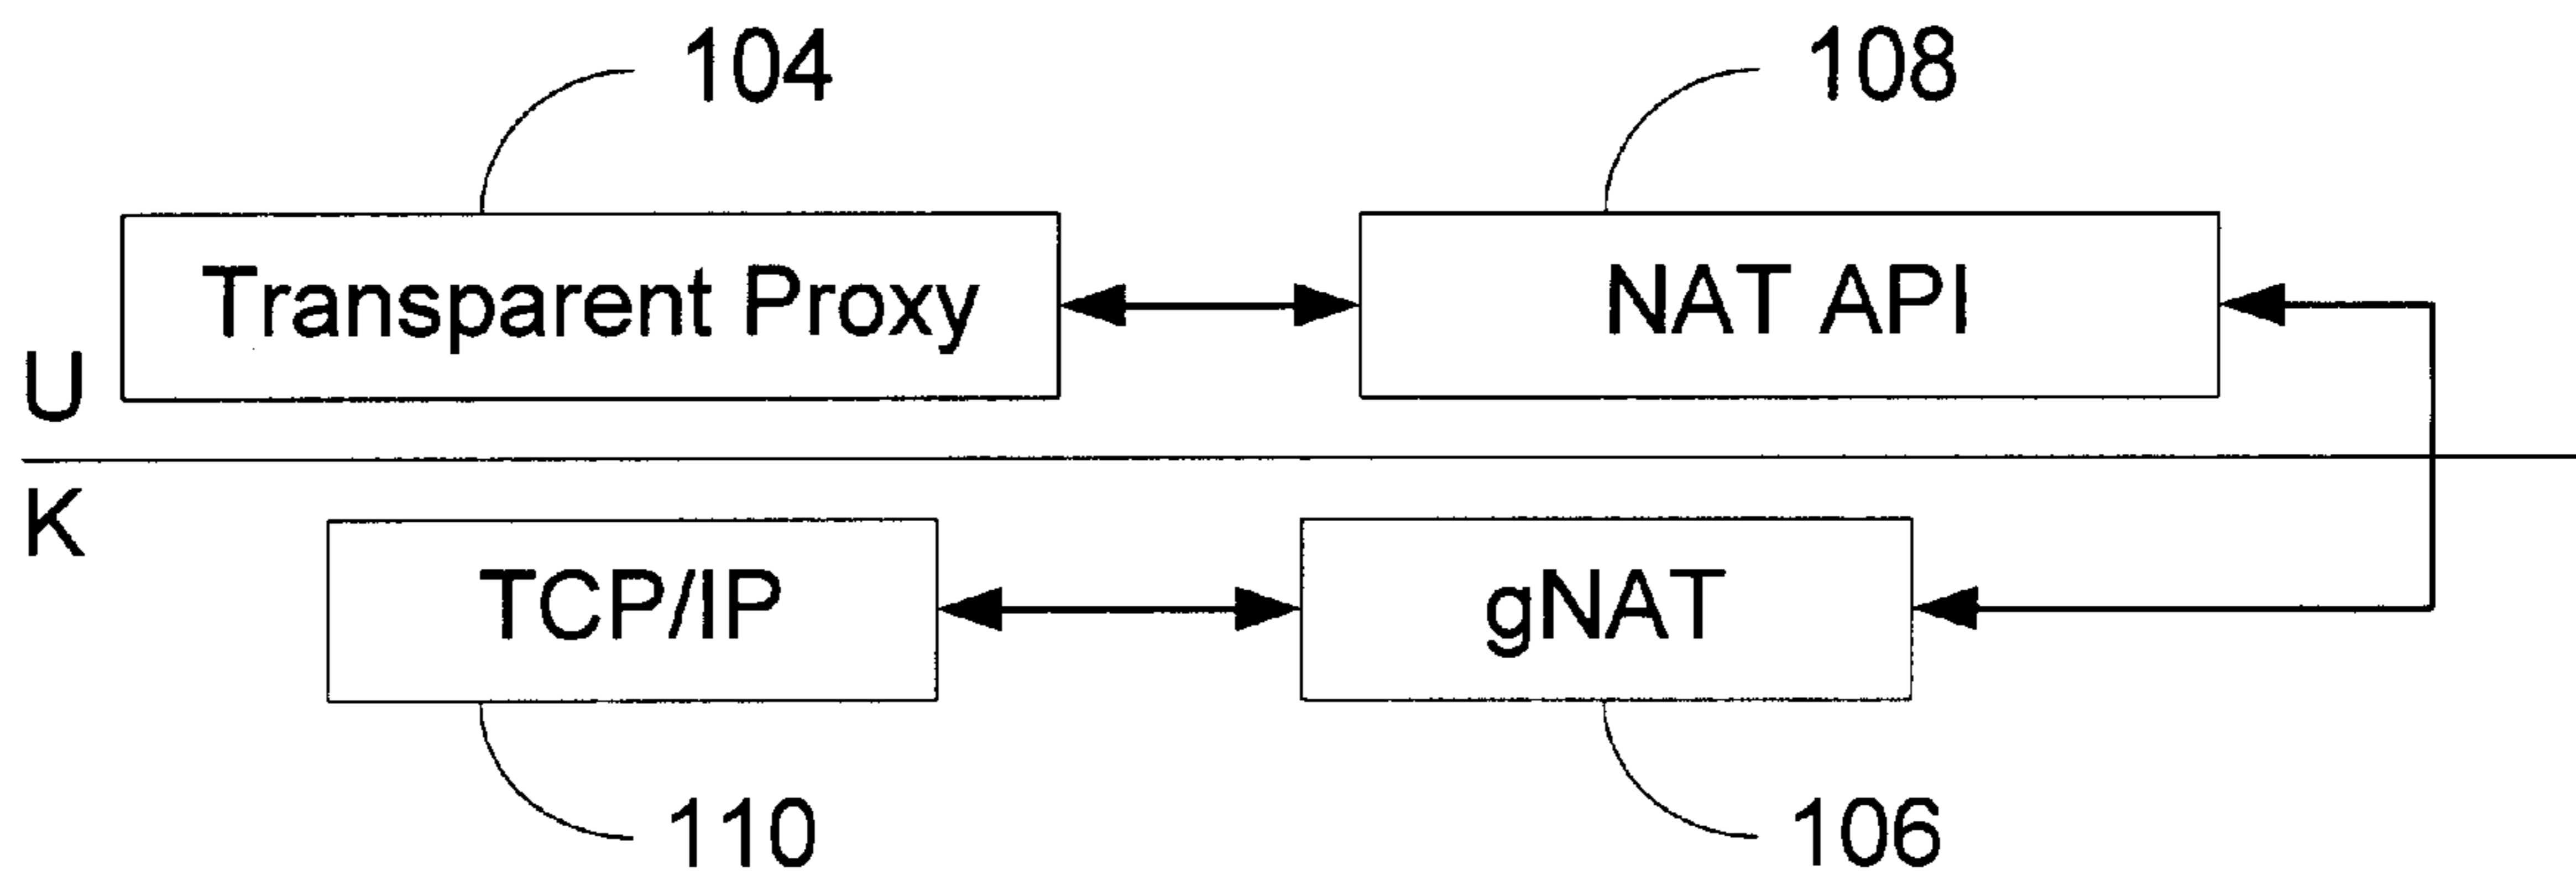 104
108
Transparent Proxy
NAT API
U
K
TCP/IP
gNAT
110
106